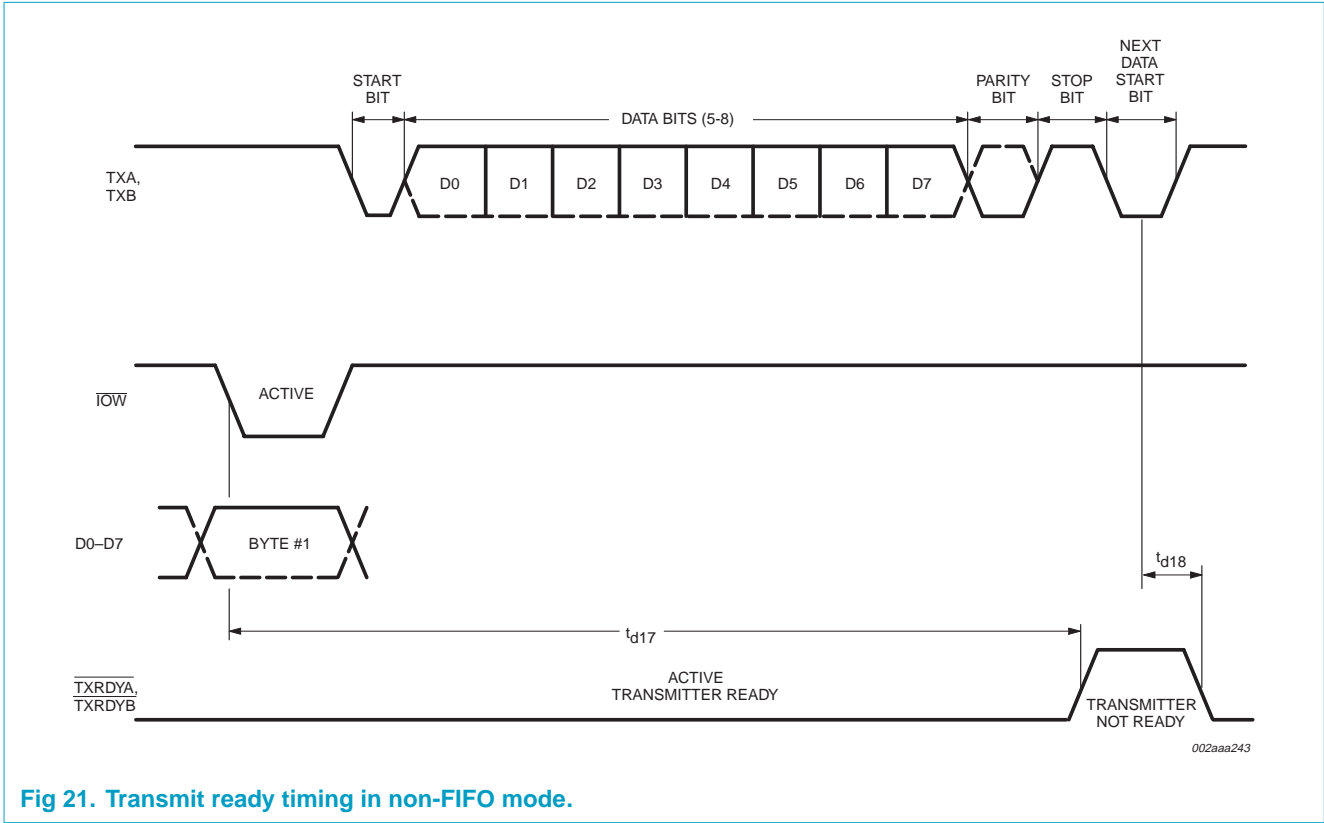 START
BIT
DATA BITS (5-8)
PARITY
BIT
STOP
BIT
NEXT
DATA
START
BIT
TXA,
TXB
D0
D1
D2
D3
D4
D5
D6
D7
IOW
ACTIVE
D0–D7
BYTE #1
td18
td17
TXRDYA,
TXRDYB
ACTIVE
TRANSMITTER READY
TRANSMITTER
NOT READY
002aaa243
Fig 21. Transmit ready timing in non-FIFO mode.